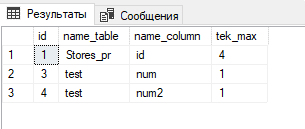 Результаты Сообщения
id name_table name_column tek_max
1 1 Stores_pr id 4
2 3 test num 1
3 4 test num2 1